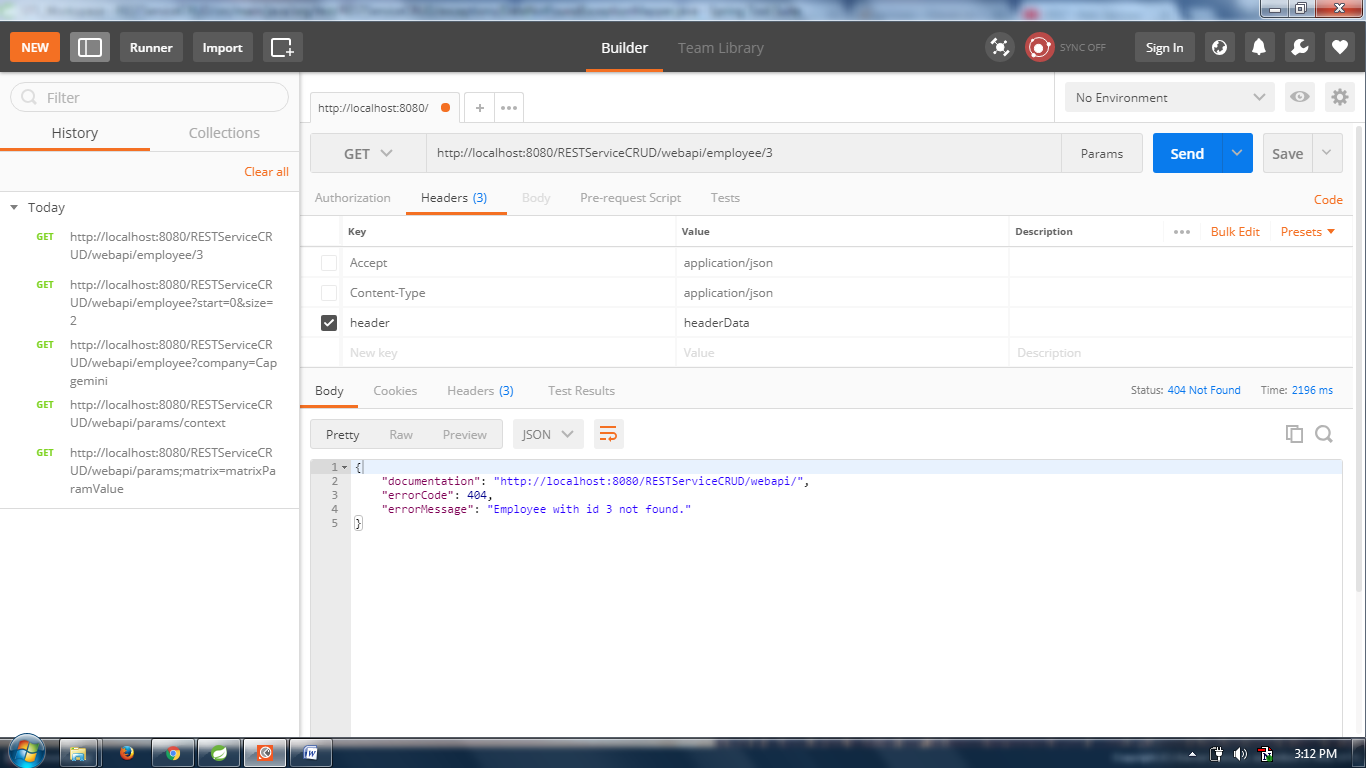 NEW
Runner
Import
Builder
Team Library
SYNC OFF
Sign In
Filter
History
Collections
Clear all
Today
GET
http://localhost:8080/RESTServiceCR
UD/webapi/employee/3
GET
http://localhost:8080/RESTServiceCR
UD/webapi/employee?start=0&size=
2
GET
http://localhost:8080/RESTServiceCR
UD/webapi/employee?company=Cap
gemini
GET
http://localhost:8080/RESTServiceCR
UD/webapi/params/context
GET
http://localhost:8080/RESTServiceCR
UD/webapi/params;matrix=matrixPa
ramValue
http://localhost:8080/
No Environment
GET
http://localhost:8080/RESTServiceCRUD/webapi/employee/3
Params
Send
Save
Authorization
Headers (3)
Body
Pre-request Script
Tests
Code
Key Value Description
Bulk Edit
Presets
Accept application/json
Content-Type application/json
header headerData
New key Value Description
Body
Cookies
Headers (3)
Test Results
Status: 404 Not Found
Time: 2196 ms
Pretty
Raw
Preview
JSON
1 {
2 "documentation": "http://localhost:8080/RESTServiceCRUD/webapi/",
3 "errorCode": 404,
4 "errorMessage": "Employee with id 3 not found."
5 }
3:12 PM